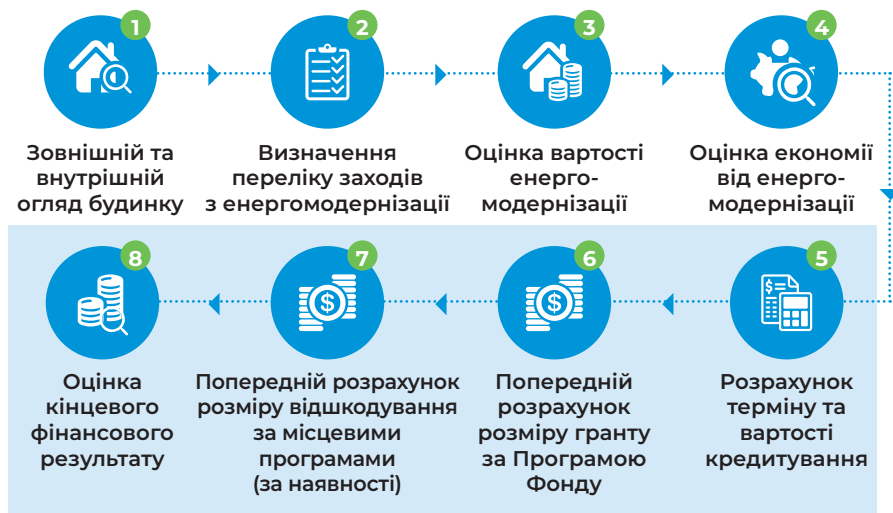 1
Зовнішній та
внутрішній
огляд будинку
2
Визначення
переліку заходів
з енергомодернізації
3
Оцінка вартості
енерго-
модернізації
4
Оцінка економії
від енерго-
модернізації
5
$=
Розрахунок
терміну та
вартості
кредитування
6
$
Попередній
розрахунок
розміру гранту
за Програмою
Фонду
7
$
Попередній розрахунок
розміру відшкодування
за місцевими
програмами
(за наявності)
8
Оцінка
кінцевого
фінансового
результату